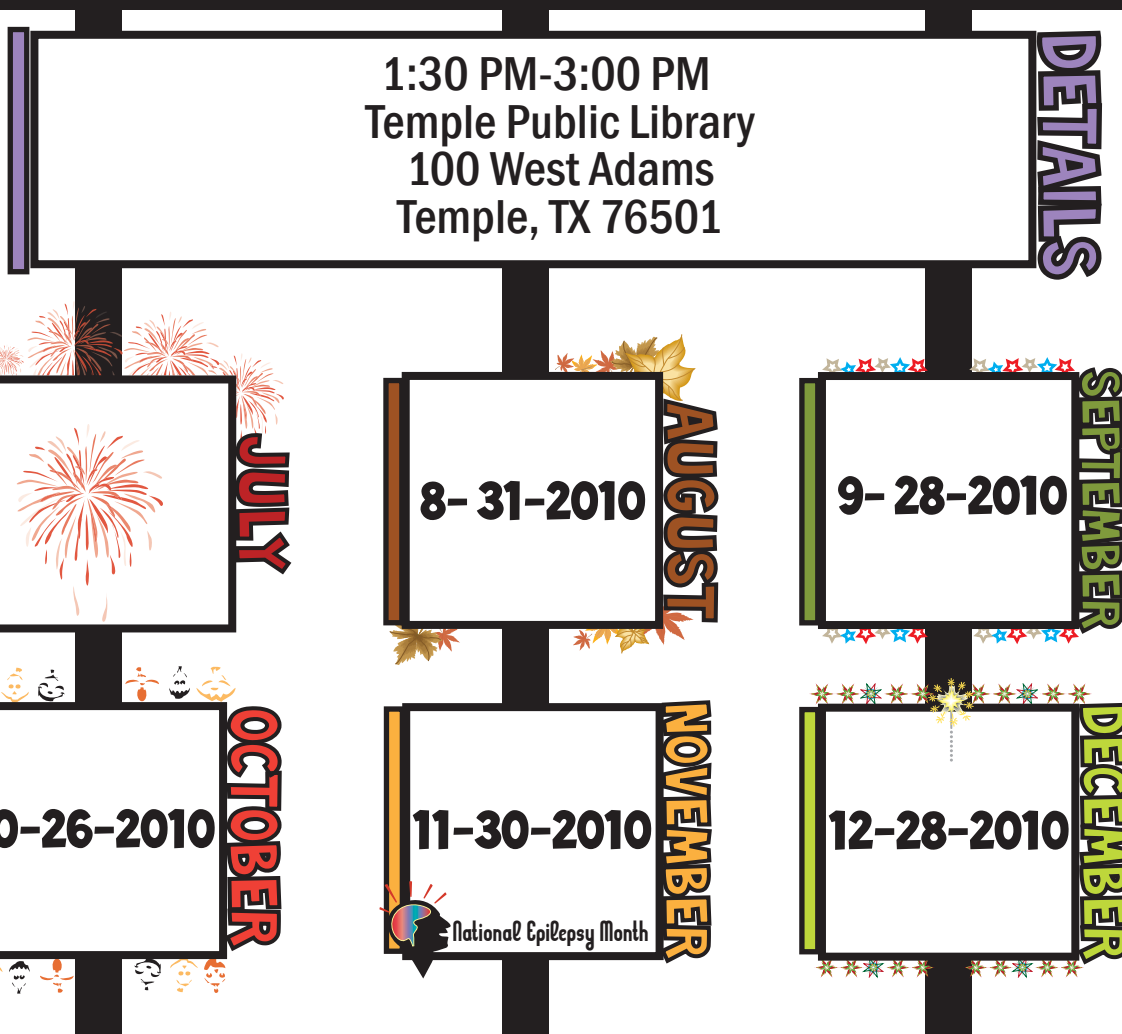 1:30 PM-3:00 PM
Temple Public Library
100 West Adams
Temple, TX 76501
DETAILS
JULY
8- 31-2010
AUGUST
9- 28-2010
SEPTEMBER
0-26-2010
OCTOBER
11-30-2010
National Epilepsy Month
NOVEMBER
12-28-2010
DECEMBER